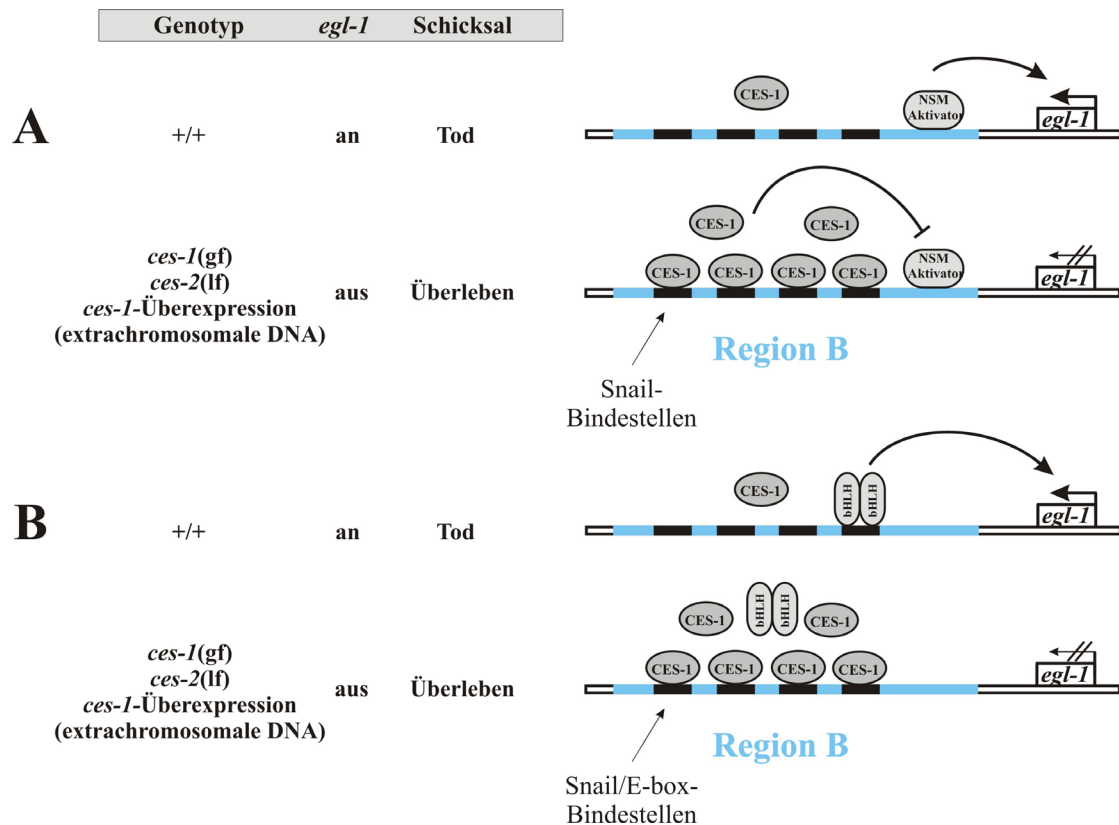 Genotyp egl-1 Schicksal
A
+/+ an Tod
CES-1
NSM
Aktivator
egl-1
ces-1(gf)
ces-2(lf)
ces-1-Überexpression
(extrachromosomale DNA)
aus Überleben
CES-1 CES-1
CES-1 CES-1 CES-1 CES-1
NSM
Aktivator
egl-1
Region B
Snail-
Bindestellen
B
+/+ an Tod
CES-1
bHLH bHLH
egl-1
ces-1(gf)
ces-2(lf)
ces-1-Überexpression
(extrachromosomale DNA)
aus Überleben
CES-1 bHLH bHLH CES-1
CES-1 CES-1 CES-1 CES-1
egl-1
Region B
Snail/E-box-
Bindestellen